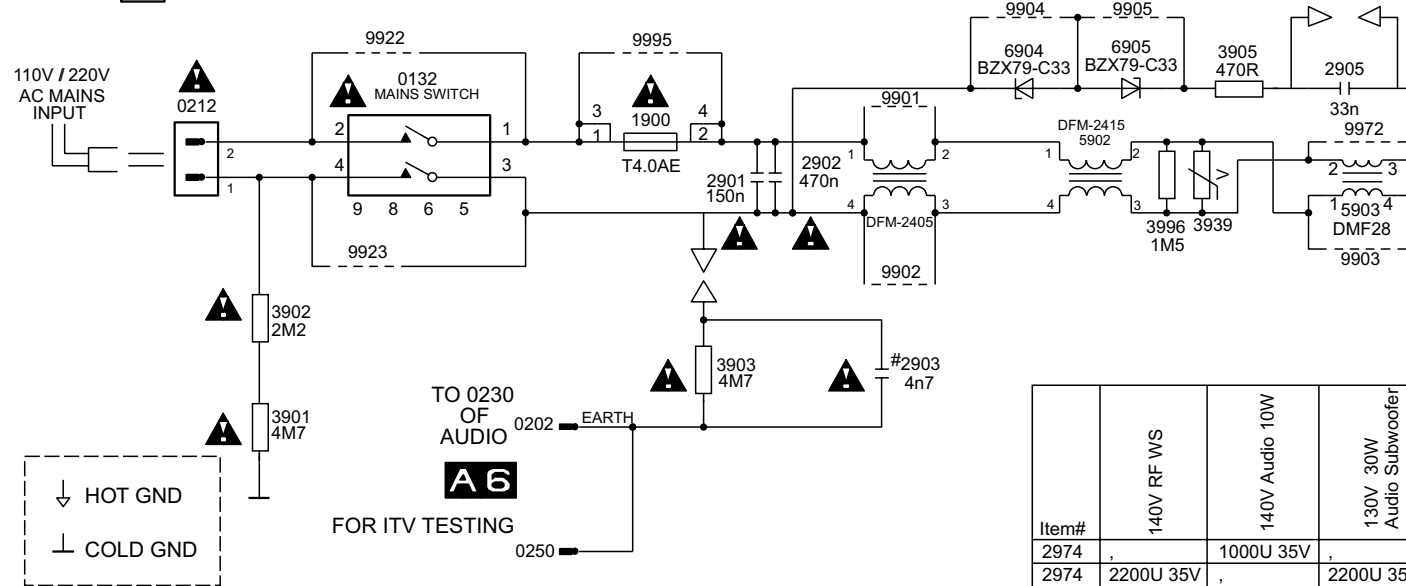 9904
9905
9922
9995
6904
BZX79-C33
6905
BZX79-C33
3905
470R
2905
33n
110V / 220V
AC MAINS
INPUT
0212
0132
MAINS SWITCH
2
1
4
3
9 8 6 5
2
1
9923
3
1
4
2
1900
T4.0AE
2901
150n
2902
470n
9901
1
2
4
3
DFM-2405
9902
DFM-2415
5902
1
2
4
3
3996
1M5
V
3939
9972
2
3
1
4
5903
DMF28
9903
3902
2M2
3901
4M7
3903
4M7
#2903
4n7
TO 0230
OF
AUDIO
0202
EARTH
A6
FOR ITV TESTING
0250
HOT GND
COLD GND
Item#
140V RF WS
140V Audio 10W
130V 30W
Audio Subwoofer
2974 , 1000U 35V ,
2974 2200U 35V , 2200U 35